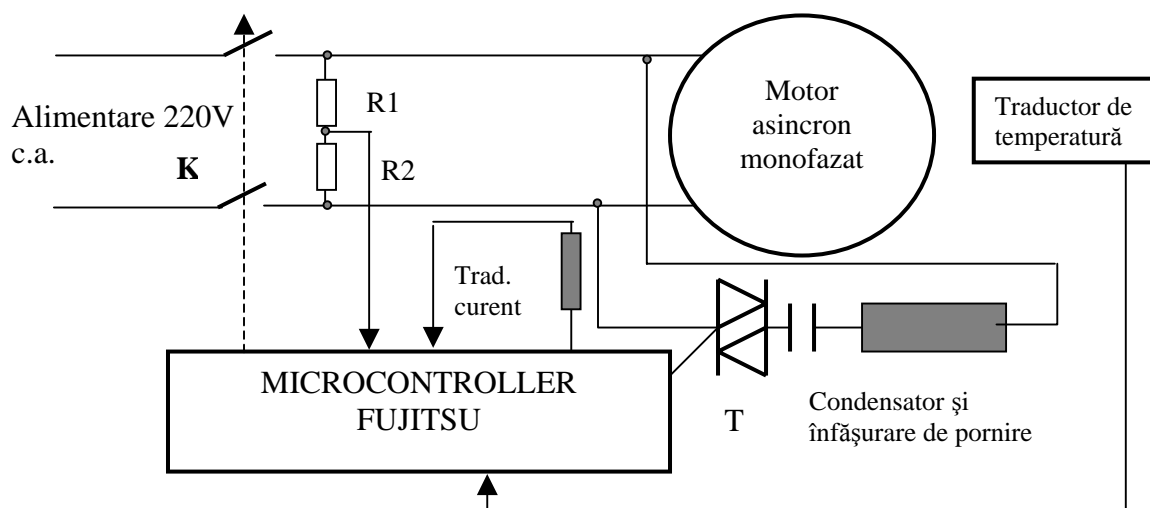 Alimentare 220V
c.a.
K
R1
R2
Motor
asincron
monofazat
Traductor de
temperatură
Trad.
curent
MICROCONTROLLER
FUJITSU
T
Condensator şi
înfăşurare de pornire